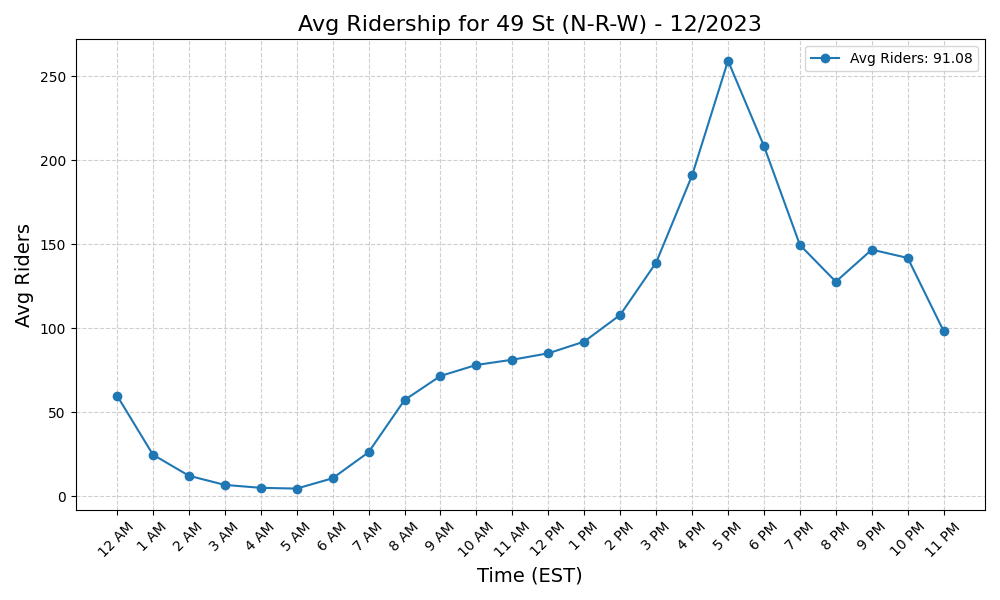 Avg Ridership for 49 St (N-R-W) - 12/2023
Avg Riders: 91.08
Avg Riders
250
200
150
100
50
0
12 AM
1 AM
2 AM
3 AM
4 AM
5 AM
6 AM
7 AM
8 AM
9 AM
10 AM
11 AM
12 PM
1 PM
2 PM
3 PM
4 PM
5 PM
6 PM
7 PM
8 PM
9 PM
10 PM
11 PM
Time (EST)